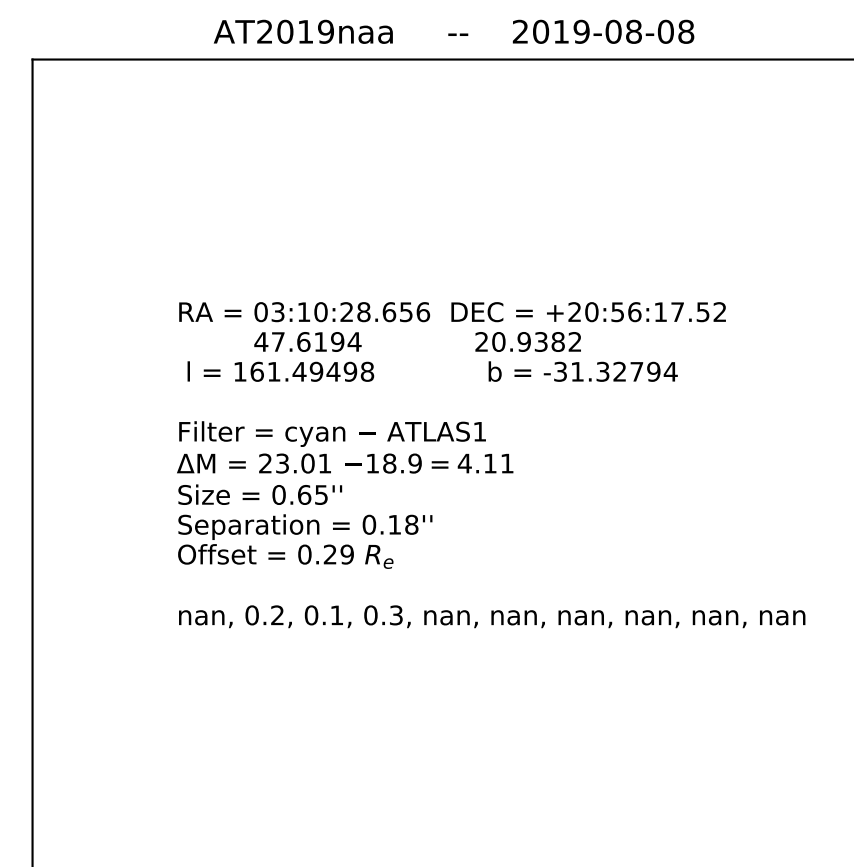 AT2019naa -- 2019-08-08
RA = 03:10:28.656 DEC = +20:56:17.52
47.6194 20.9382
l = 161.49498 b = -31.32794
Filter = cyan − ATLAS1
ΔM = 23.01 −18.9 = 4.11
Size = 0.65''
Separation = 0.18''
Offset = 0.29 Rₑ
nan, 0.2, 0.1, 0.3, nan, nan, nan, nan, nan, nan